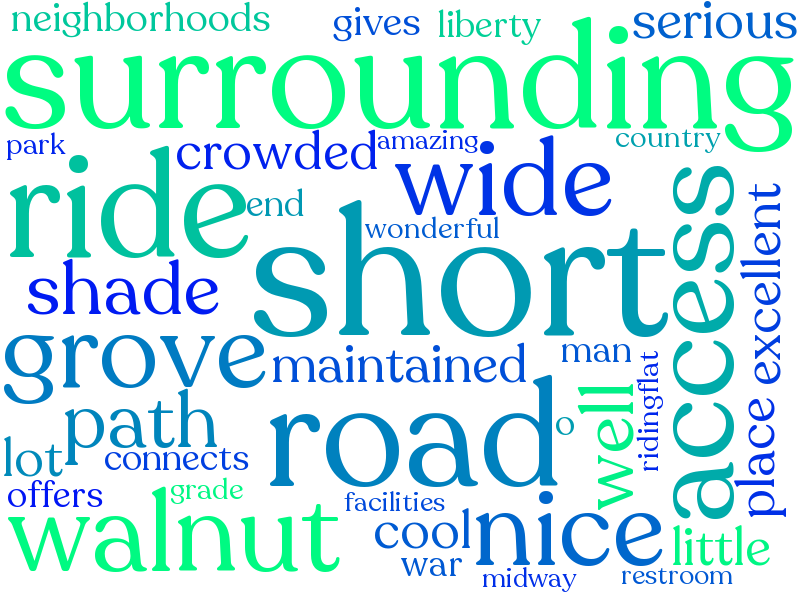 neighborhoods gives liberty serious
surrounding
park crowded amazing country
ride end wide
wonderful
shade short access excellent
grove maintained man
path road o well ridingflat place
lot connects
offers grade facilities
walnut cool nice little
war midway restroom